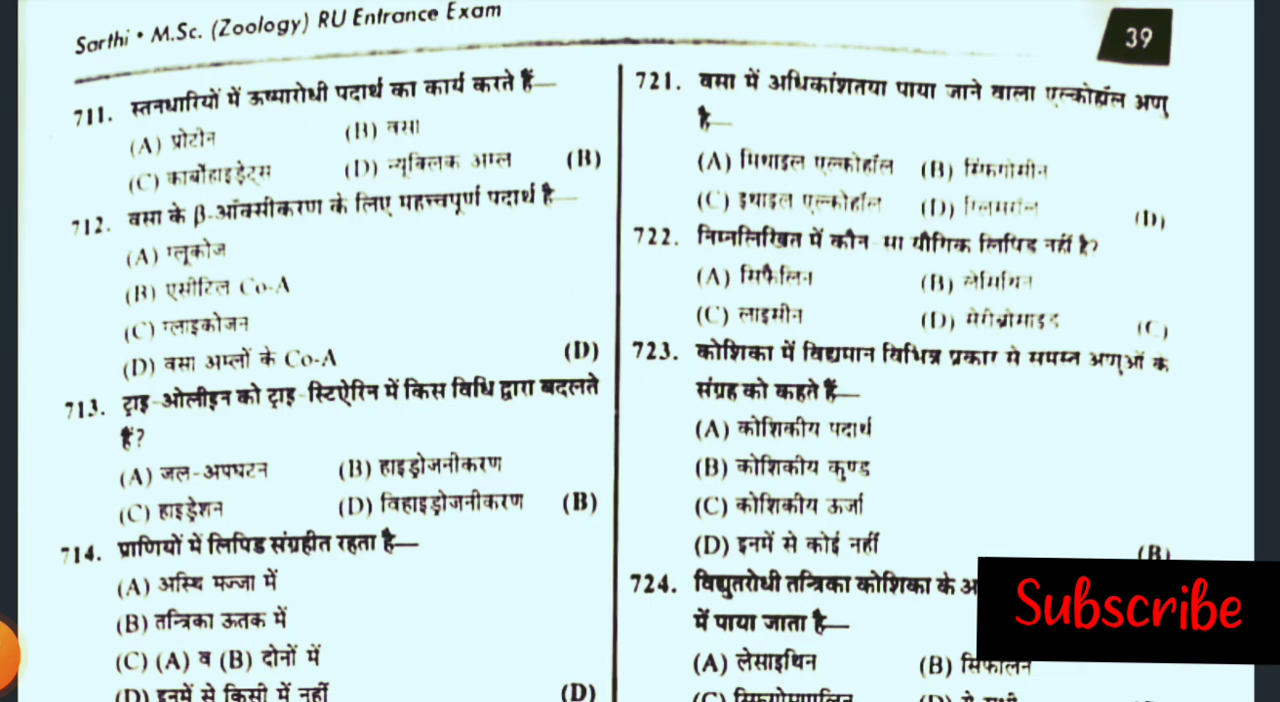 Sarthi • M.Sc. (Zoology) RU Entrance Exam
39
711. स्तनधारियों में ऊष्मारोधी पदार्थ का कार्य करते हैं—
(A) प्रोटीन (B) वसा
(C) कार्बोहाइड्रेट्स (D) न्यूक्लिक अम्ल (B)
712. वसा के β-ऑक्सीकरण के लिए महत्त्वपूर्ण पदार्थ है—
(A) ग्लूकोज
(B) एसीटिल Co-A
(C) ग्लाइकोजन
(D) वसा अम्लों के Co-A (D)
713. ट्राइ-ओलीइन को ट्राइ-स्टिऐरिन में किस विधि द्वारा बदलते
हैं?
(A) जल-अपघटन (B) हाइड्रोजनीकरण
(C) हाइड्रेशन (D) विहाइड्रोजनीकरण (B)
714. प्राणियों में लिपिड संग्रहीत रहता है—
(A) अस्थि मज्जा में
(B) तन्त्रिका ऊतक में
(C) (A) व (B) दोनों में
(D) इनमें से किसी में नहीं (D)
721. वसा में अधिकांशतया पाया जाने वाला एल्कोहॉल अणु
है—
(A) मिथाइल एल्कोहॉल (B) स्फिंगोसीन
(C) इथाइल एल्कोहॉल (D) ग्लिसरॉल (D)
722. निम्नलिखित में कौन-सा यौगिक लिपिड नहीं है?
(A) सिफैलिन (B) लेसिथिन
(C) लाइसीन (D) (C)
723. कोशिका में विद्यमान विभिन्न प्रकार से समस्त अणुओं के
संग्रह को कहते हैं—
(A) कोशिकीय पदार्थ
(B) कोशिकीय कुण्ड
(C) कोशिकीय ऊर्जा
(D) इनमें से कोई नहीं (B)
724. विद्युतरोधी तन्त्रिका कोशिका के
में पाया जाता है—
(A) लेसाइथिन (B) सिफालिन
(C) (D) ये सभी
Subscribe